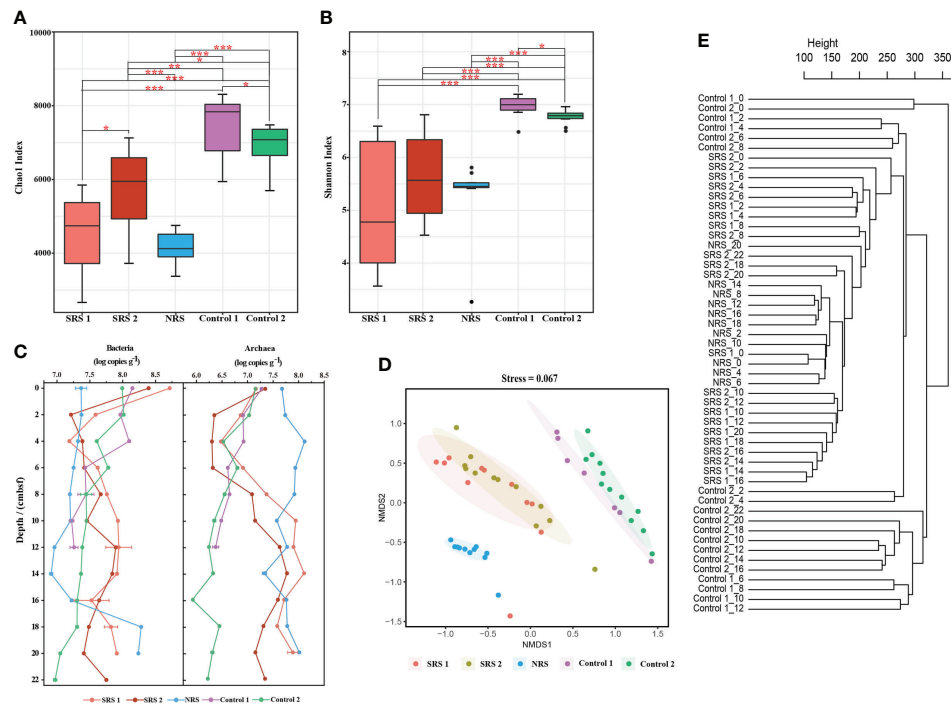 A
Chao1 Index
10000
8000
6000
4000
***
***
*
**
***
***
***
*
*
SRS 1
SRS 2
NRS
Control 1
Control 2
B
Shannon Index
8
7
6
5
4
*
***
***
***
***
***
***
SRS 1
SRS 2
NRS
Control 1
Control 2
C
Bacteria
(log copies g-1)
7.0 7.5 8.0 8.5
Archaea
(log copies g-1)
6.5 7.0 7.5 8.0 8.5
Depth / (cmbsf)
0
2
4
6
8
10
12
14
16
18
20
22
SRS 1
SRS 2
NRS
Control 1
Control 2
D
Stress = 0.067
NMDS2
1.0
0.5
0.0
-0.5
-1.0
-1.5
-1.0 -0.5 0.0 0.5 1.0 1.5
NMDS1
SRS 1
SRS 2
NRS
Control 1
Control 2
E
Height
100 150 200 250 300 350
Control 1_0
Control 2_0
Control 1_2
Control 1_4
Control 2_6
Control 2_8
SRS 2_0
SRS 2_2
SRS 1_6
SRS 2_4
SRS 2_6
SRS 1_2
SRS 1_4
SRS 1_8
SRS 2_8
NRS_20
SRS 2_22
SRS 2_18
SRS 2_20
NRS_14
NRS_8
NRS_12
NRS_16
NRS_18
NRS_2
NRS_10
SRS 1_0
NRS_0
NRS_4
NRS_6
SRS 2_10
SRS 2_12
SRS 1_10
SRS 1_12
SRS 1_20
SRS 1_18
SRS 2_16
SRS 2_14
SRS 1_14
SRS 1_16
Control 2_2
Control 2_4
Control 2_22
Control 2_20
Control 2_18
Control 2_10
Control 2_12
Control 2_14
Control 2_16
Control 1_6
Control 1_8
Control 1_10
Control 1_12